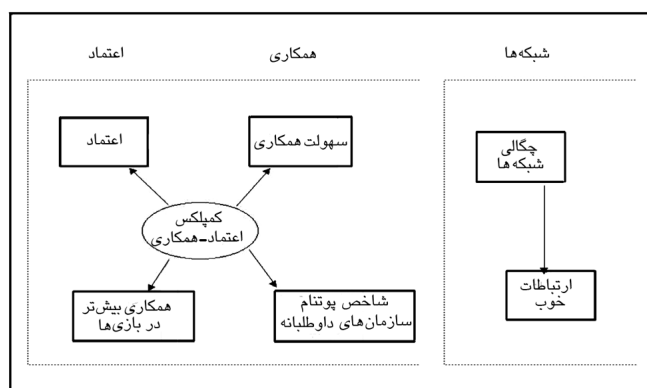 شبکه‌ها
همکاری
اعتماد
چگالی
شبکه ها
سهولت همکاری
اعتماد
کمپلکس
اعتماد-همکاری
ارتباطات
خوب
شاخص پوتنام
سازمان‌های داوطلبانه
همکاری بیش‌تر
در بازی‌ها